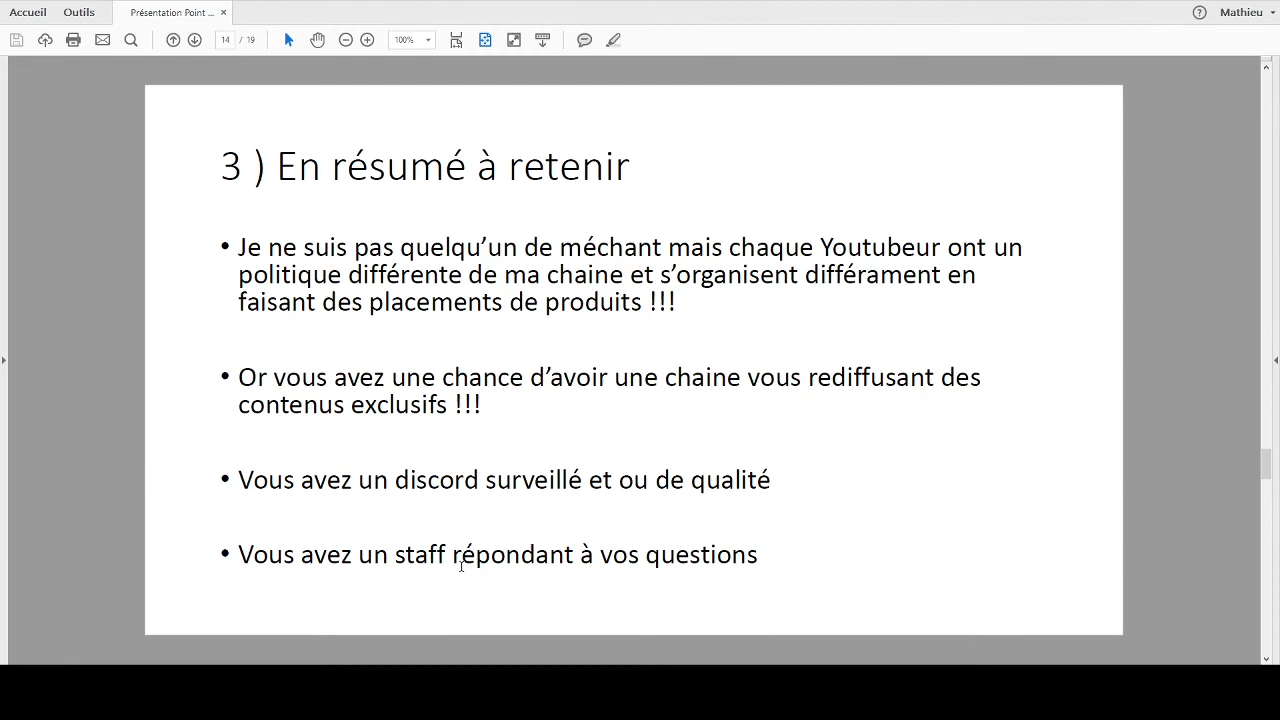 Accueil Outils Présentation Point ... × Mathieu
14 / 19 100%
3 ) En résumé à retenir
• Je ne suis pas quelqu’un de méchant mais chaque Youtubeur ont un
politique différente de ma chaine et s’organisent différament en
faisant des placements de produits !!!
• Or vous avez une chance d’avoir une chaine vous rediffusant des
contenus exclusifs !!!
• Vous avez un discord surveillé et ou de qualité
• Vous avez un staff répondant à vos questions